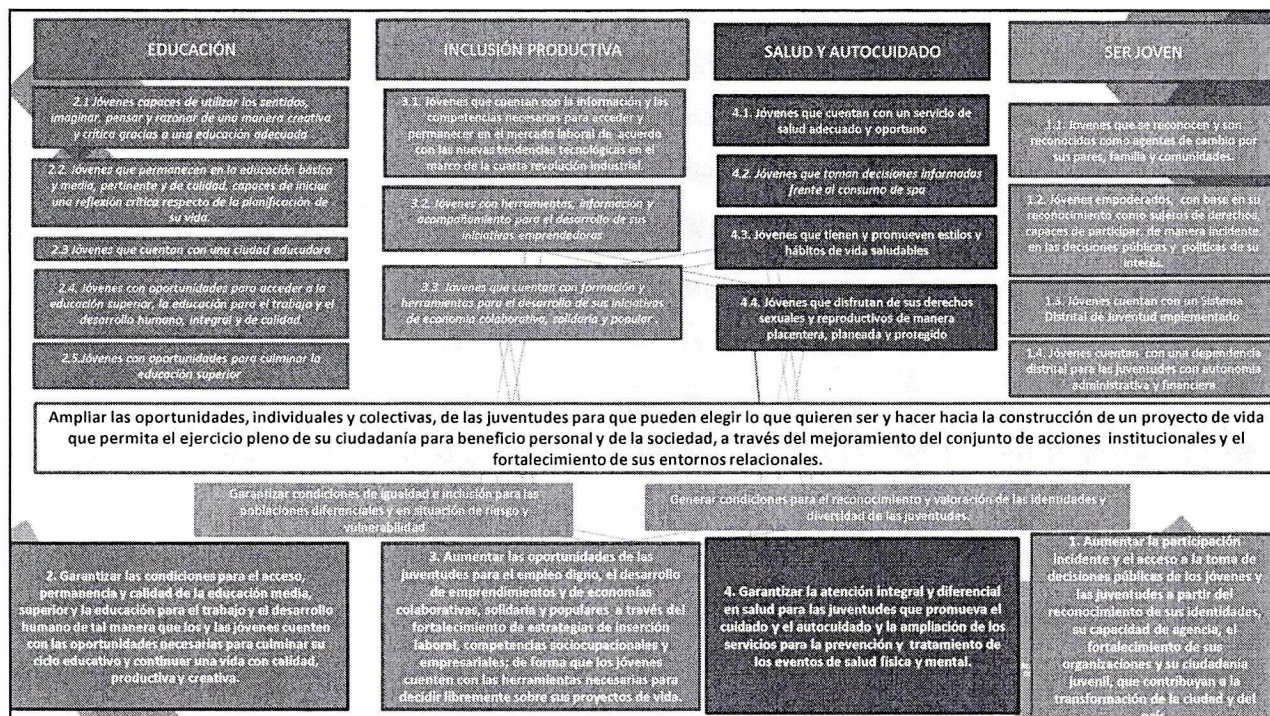 EDUCACIÓN
2.1 Jóvenes capaces de utilizar los sentidos,
imaginar, pensar y razonar de una manera creativa
y crítica gracias a una educación adecuada
2.2. Jóvenes que permanecen en la educación básica
y media, pertinente y de calidad, capaces de iniciar
una reflexión crítica respecto de la planificación de
su vida.
2.3 Jóvenes que cuentan con una ciudad educadora
2.4. Jóvenes con oportunidades para acceder a la
educación superior, la educación para el trabajo y el
desarrollo humano, integral y de calidad.
2.5.Jóvenes con oportunidades para culminar la
educación superior
INCLUSIÓN PRODUCTIVA
3.1. Jóvenes que cuentan con la información y las
competencias necesarias para acceder y
permanecer en el mercado laboral de acuerdo
con las nuevas tendencias tecnológicas en el
marco de la cuarta revolución industrial.
3.2. Jóvenes con herramientas, información y
acompañamiento para el desarrollo de sus
iniciativas emprendedoras
3.3 Jóvenes que cuentan con formación y
herramientas para el desarrollo de sus iniciativas
de economía colaborativa, solidaria y popular .
SALUD Y AUTOCUIDADO
4.1. Jóvenes que cuentan con un servicio de
salud adecuado y oportuno
4.2. Jóvenes que toman decisiones informadas
frente al consumo de spa
4.3. Jóvenes que tienen y promueven estilos y
hábitos de vida saludables
4.4. Jóvenes que disfrutan de sus derechos
sexuales y reproductivos de manera
placentera, planeada y protegido
SER JOVEN
1.1. Jóvenes que se reconocen y son
reconocidos como agentes de cambio por
sus pares, familia y comunidades.
1.2. Jóvenes empoderados, con base en su
reconocimiento como sujetos de derechos,
capaces de participar, de manera incidente,
en las decisiones públicas y políticas de su
interés.
1.3. Jóvenes cuentan con un Sistema
Distrital de Juventud implementado
1.4. Jóvenes cuentan con una dependencia
distrital para las juventudes con autonomía
administrativa y financiera
Ampliar las oportunidades, individuales y colectivas, de las juventudes para que pueden elegir lo que quieren ser y hacer hacia la construcción de un proyecto de vida
que permita el ejercicio pleno de su ciudadanía para beneficio personal y de la sociedad, a través del mejoramiento del conjunto de acciones institucionales y el
fortalecimiento de sus entornos relacionales.
Garantizar condiciones de igualdad e inclusión para las
poblaciones diferenciales y en situación de riesgo y
vulnerabilidad
Generar condiciones para el reconocimiento y valoración de las identidades y
diversidad de las juventudes.
2. Garantizar las condiciones para el acceso,
permanencia y calidad de la educación media,
superior y la educación para el trabajo y el desarrollo
humano de tal manera que los y las jóvenes cuenten
con las oportunidades necesarias para culminar su
ciclo educativo y continuar una vida con calidad,
productiva y creativa.
3. Aumentar las oportunidades de las
juventudes para el empleo digno, el desarrollo
de emprendimientos y de economías
colaborativas, solidaria y populares a través del
fortalecimiento de estrategias de inserción
laboral, competencias sociocupacionales y
empresariales; de forma que los jóvenes
cuenten con las herramientas necesarias para
decidir libremente sobre sus proyectos de vida.
4. Garantizar la atención integral y diferencial
en salud para las juventudes que promueva el
cuidado y el autocuidado y la ampliación de los
servicios para la prevención y tratamiento de
los eventos de salud física y mental.
1. Aumentar la participación
incidente y el acceso a la toma de
decisiones públicas de los jóvenes y
las juventudes a partir del
reconocimiento de sus identidades,
su capacidad de agencia, el
fortalecimiento de sus
organizaciones y su ciudadanía
juvenil, que contribuyan a la
transformación de la ciudad y del